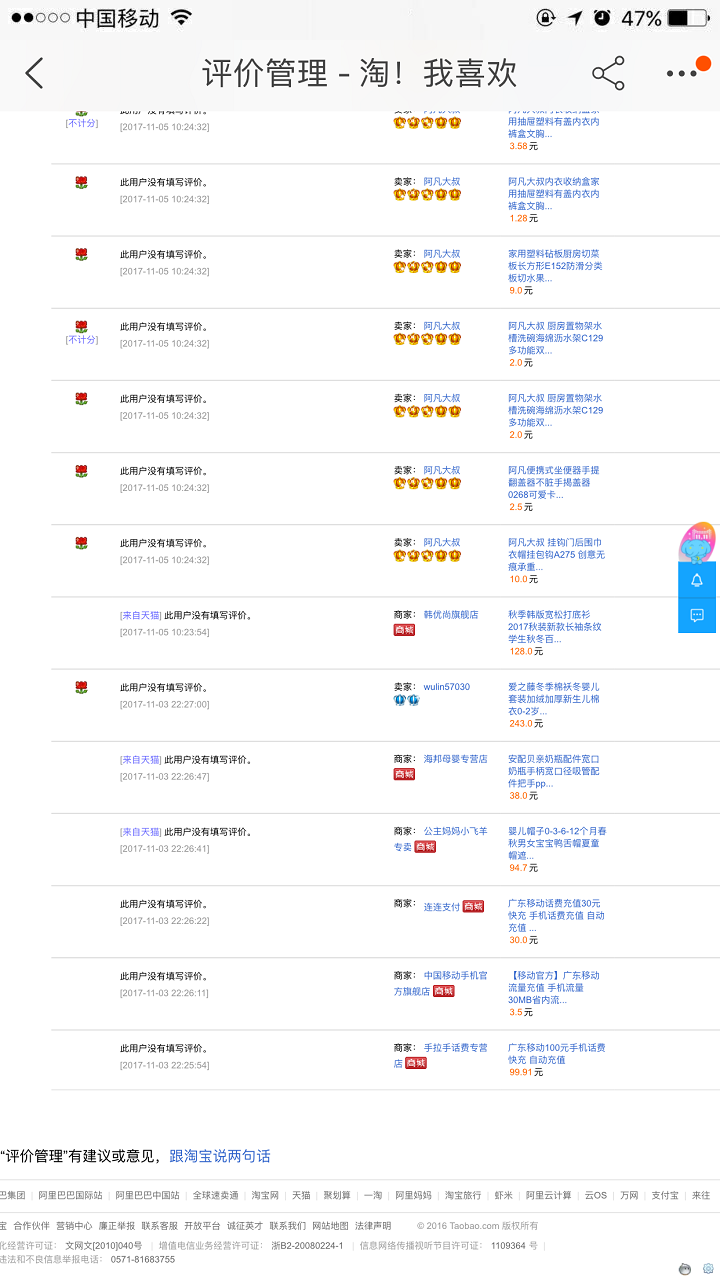 中国移动
47%
评价管理 - 淘！我喜欢
[不计分]
[2017-11-05 10:24:32]
用抽屉塑料有盖内衣内
裤盒文胸...
3.58元
此用户没有填写评价。
[2017-11-05 10:24:32]
卖家： 阿凡大叔
阿凡大叔内衣收纳盒家
用抽屉塑料有盖内衣内
裤盒文胸...
1.28元
此用户没有填写评价。
[2017-11-05 10:24:32]
卖家： 阿凡大叔
家用塑料砧板厨房切菜
板长方形E152防滑分类
板切水果...
9.0元
[不计分]
此用户没有填写评价。
[2017-11-05 10:24:32]
卖家： 阿凡大叔
阿凡大叔 厨房置物架水
槽洗碗海绵沥水架C129
多功能双...
2.0元
此用户没有填写评价。
[2017-11-05 10:24:32]
卖家： 阿凡大叔
阿凡大叔 厨房置物架水
槽洗碗海绵沥水架C129
多功能双...
2.0元
此用户没有填写评价。
[2017-11-05 10:24:32]
卖家： 阿凡大叔
阿凡便携式坐便器手提
翻盖器不脏手揭盖器
0268可爱卡...
2.5元
此用户没有填写评价。
[2017-11-05 10:24:32]
卖家： 阿凡大叔
阿凡大叔 挂钩门后围巾
衣帽挂包钩A275 创意无
痕承重...
10.0元
[来自天猫] 此用户没有填写评价。
[2017-11-05 10:23:54]
商家： 韩优尚旗舰店
商城
秋季韩版宽松打底衫
2017秋装新款长袖条纹
学生秋冬百...
128.0元
此用户没有填写评价。
[2017-11-03 22:27:00]
卖家： wulin57030
爱之藤冬季棉袄冬婴儿
套装加绒加厚新生儿棉
衣0-2岁...
243.0元
[来自天猫] 此用户没有填写评价。
[2017-11-03 22:26:47]
商家： 海邦母婴专营店
商城
安配贝亲奶瓶配件宽口
奶瓶手柄宽口径吸管配
件把手pp...
38.0元
[来自天猫] 此用户没有填写评价。
[2017-11-03 22:26:41]
商家： 公主妈妈小飞羊
专卖 商城
婴儿帽子0-3-6-12个月春
秋男女宝宝鸭舌帽夏童
帽遮...
94.7元
此用户没有填写评价。
[2017-11-03 22:26:22]
商家： 连连支付 商城
广东移动话费充值30元
快充 手机话费充值 自动
充值 ...
30.0元
此用户没有填写评价。
[2017-11-03 22:26:11]
商家： 中国移动手机官
方旗舰店 商城
【移动官方】广东移动
流量充值 手机流量
30MB省内流...
3.5元
此用户没有填写评价。
[2017-11-03 22:25:54]
商家： 手拉手话费专营
店 商城
广东移动100元手机话费
快充 自动充值
99.91元
“评价管理”有建议或意见，跟淘宝说两句话
巴集团 | 阿里巴巴国际站 | 阿里巴巴中国站 | 全球速卖通 | 淘宝网 | 天猫 | 聚划算 | 一淘 | 阿里妈妈 | 淘宝旅行 | 虾米 | 阿里云计算 | 云OS | 万网 | 支付宝 | 来往
宝 合作伙伴 营销中心 廉正举报 联系客服 开放平台 诚征英才 联系我们 网站地图 法律声明 © 2016 Taobao.com 版权所有
化经营许可证： 文网文[2010]040号 | 增值电信业务经营许可证： 浙B2-20080224-1 | 信息网络传播视听节目许可证： 1109364 号 |
违法和不良信息举报电话： 0571-81683755